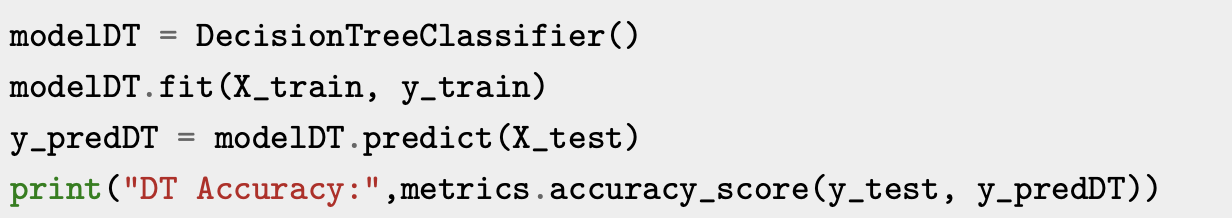 modelDT = DecisionTreeClassifier()
modelDT.fit(X_train, y_train)
y_predDT = modelDT.predict(X_test)
print("DT Accuracy:",metrics.accuracy_score(y_test, y_predDT))